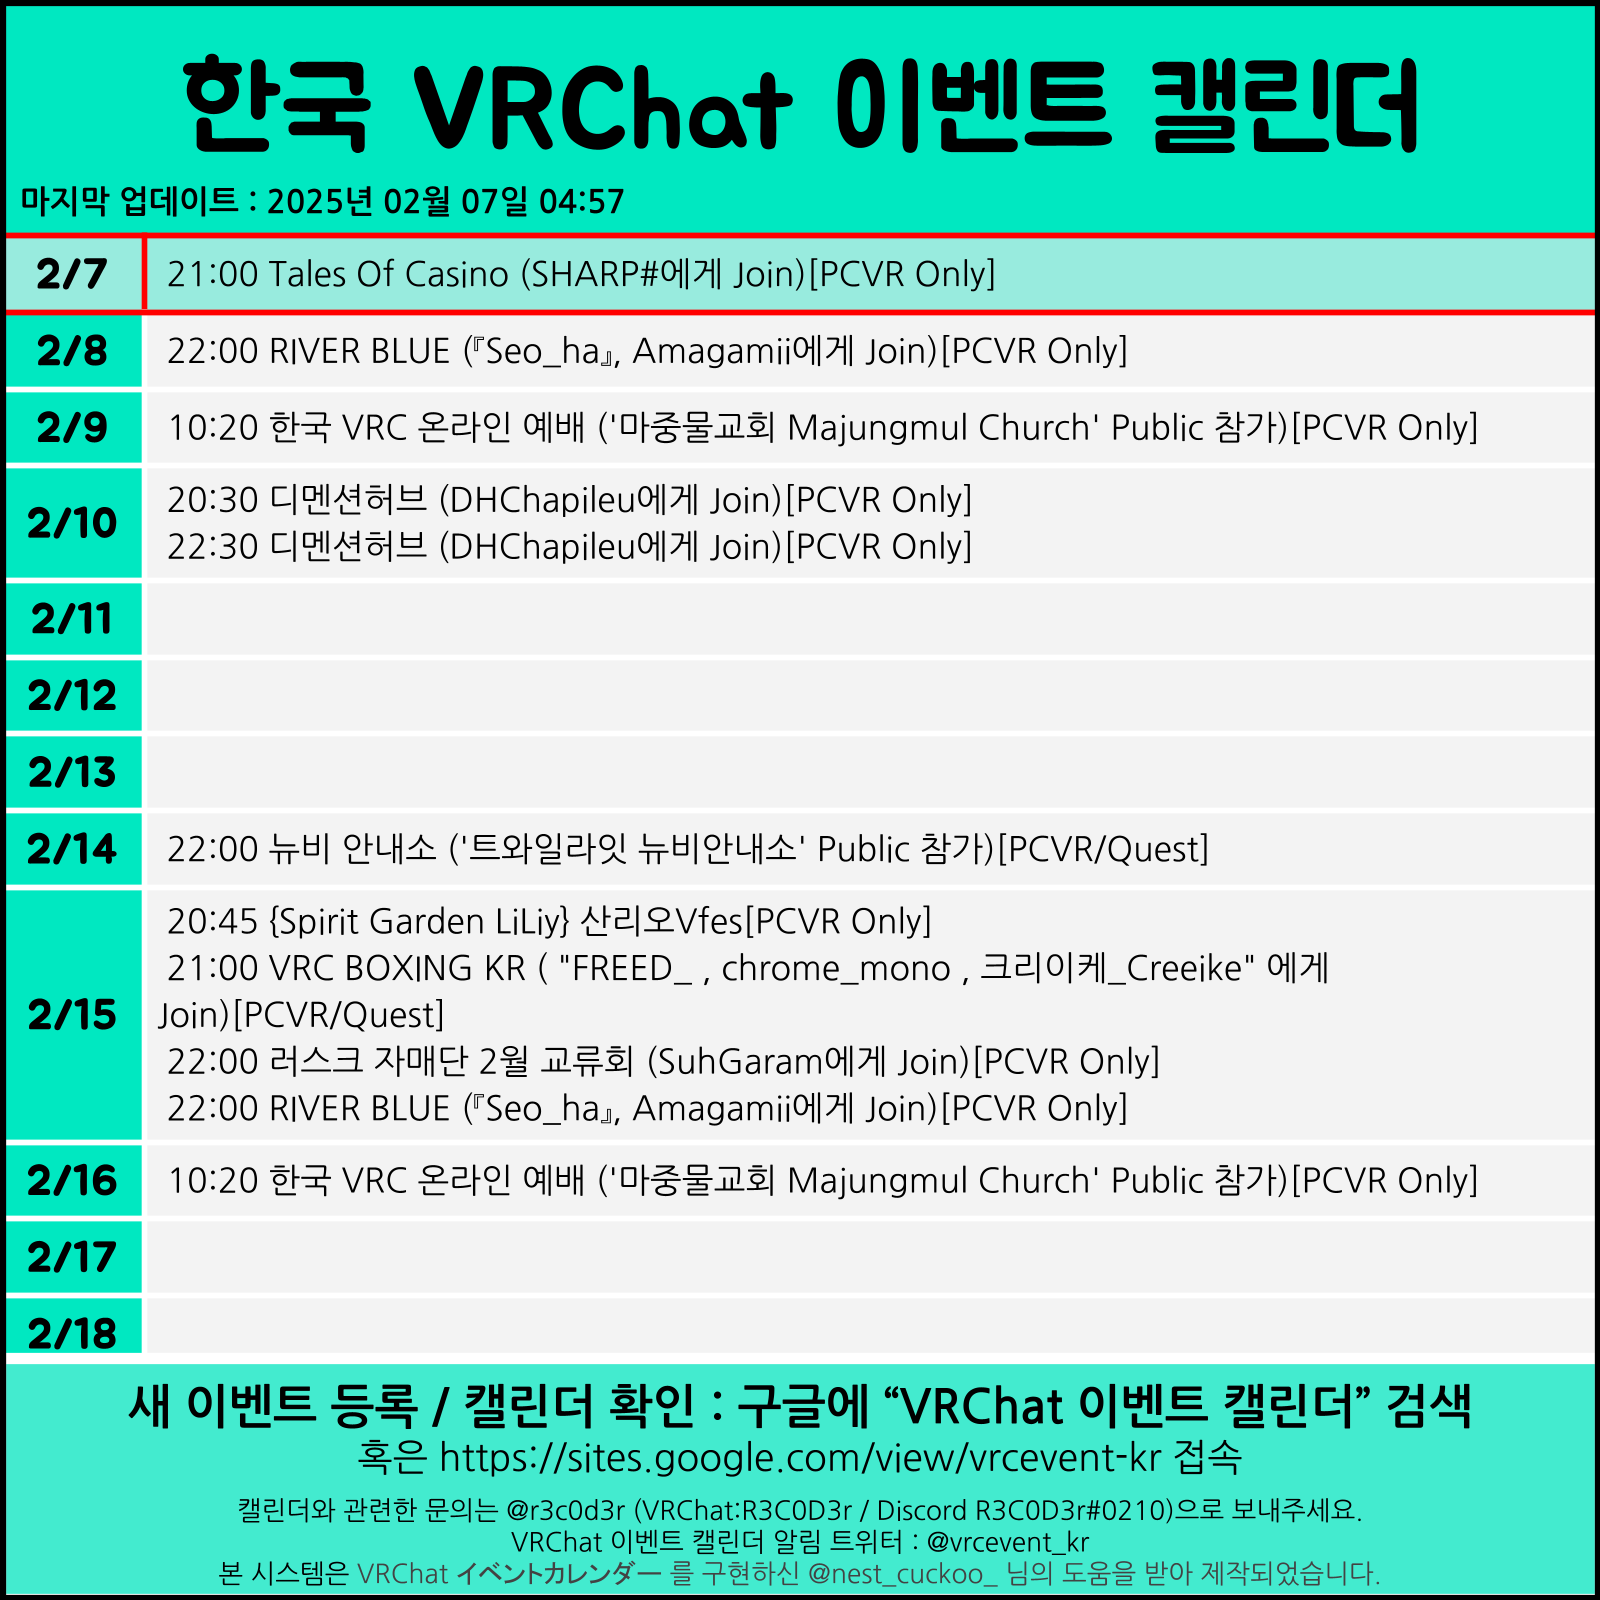 한국 VRChat 이벤트 캘린더
마지막 업데이트 : 2025년 02월 07일 04:57
2/7 21:00 Tales Of Casino (SHARP#에게 Join)[PCVR Only]
2/8 22:00 RIVER BLUE (『Seo_ha』, Amagamii에게 Join)[PCVR Only]
2/9 10:20 한국 VRC 온라인 예배 ('마중물교회 Majungmul Church' Public 참가)[PCVR Only]
2/10 20:30 디멘션허브 (DHChapileu에게 Join)[PCVR Only]
22:30 디멘션허브 (DHChapileu에게 Join)[PCVR Only]
2/11
2/12
2/13
2/14 22:00 뉴비 안내소 ('트와일라잇 뉴비안내소' Public 참가)[PCVR/Quest]
2/15 20:45 {Spirit Garden LiLiy} 산리오Vfes[PCVR Only]
21:00 VRC BOXING KR ( "FREED_ , chrome_mono , 크리이케_Creeike" 에게
Join)[PCVR/Quest]
22:00 러스크 자매단 2월 교류회 (SuhGaram에게 Join)[PCVR Only]
22:00 RIVER BLUE (『Seo_ha』, Amagamii에게 Join)[PCVR Only]
2/16 10:20 한국 VRC 온라인 예배 ('마중물교회 Majungmul Church' Public 참가)[PCVR Only]
2/17
2/18
새 이벤트 등록 / 캘린더 확인 : 구글에 “VRChat 이벤트 캘린더” 검색
혹은 https://sites.google.com/view/vrcevent-kr 접속
캘린더와 관련한 문의는 @r3c0d3r (VRChat:R3C0D3r / Discord R3C0D3r#0210)으로 보내주세요.
VRChat 이벤트 캘린더 알림 트위터 : @vrcevent_kr
본 시스템은 VRChat イベントカレンダー 를 구현하신 @nest_cuckoo_ 님의 도움을 받아 제작되었습니다.